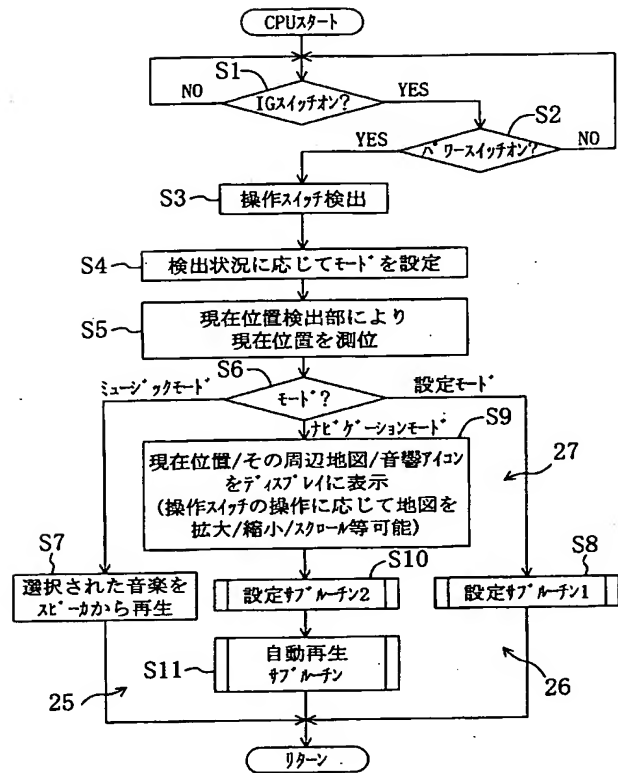 CPUスタート
S1
NO
IGスイッチオン?
YES
S2
パワースイッチオン?
YES
NO
S3
操作スイッチ検出
S4
検出状況に応じてモードを設定
S5
現在位置検出部により
現在位置を測位
S6
ミュージックモード
モード?
設定モード
ナビゲーションモード
S9
現在位置/その周辺地図/音響アイコン
をディスプレイに表示
(操作スイッチの操作に応じて地図を
拡大/縮小/スクロール等可能)
27
S7
選択された音楽を
スピーカから再生
S10
設定サブルーチン2
S8
設定サブルーチン1
S11
自動再生
サブルーチン
25
26
リターン